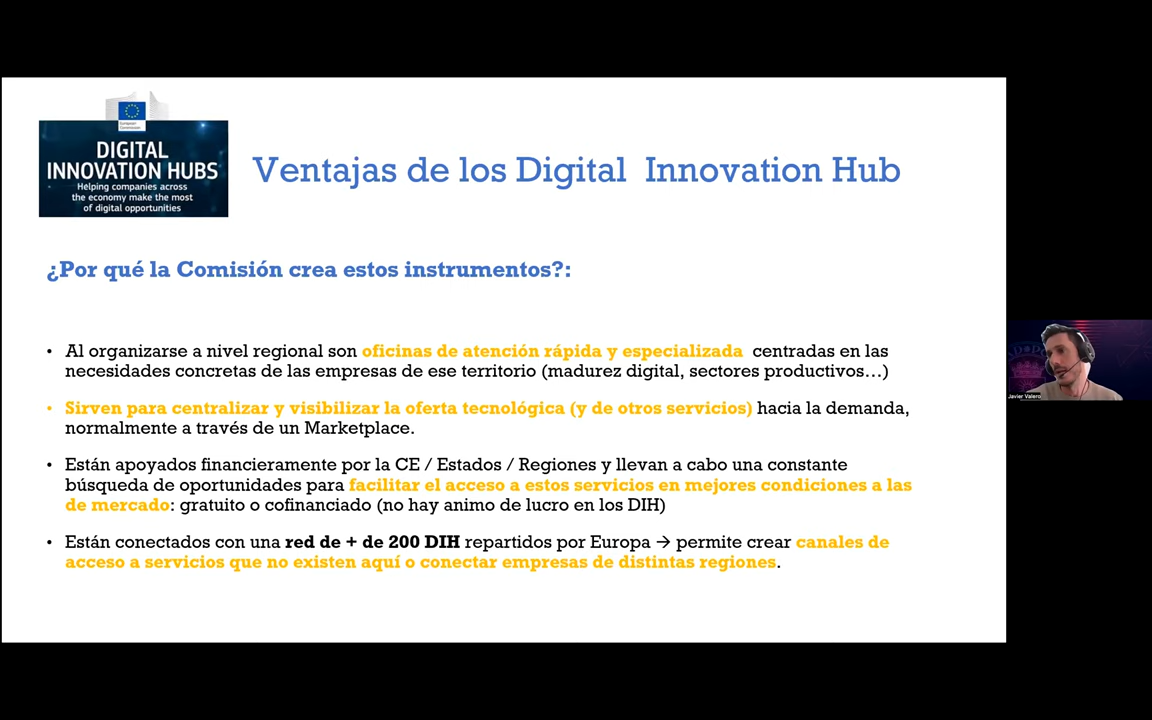 European
Commission
DIGITAL
INNOVATION HUBS
Helping companies across
the economy make the most
of digital opportunities
Ventajas de los Digital Innovation Hub
¿Por qué la Comisión crea estos instrumentos?:
• Al organizarse a nivel regional son oficinas de atención rápida y especializada centradas en las
necesidades concretas de las empresas de ese territorio (madurez digital, sectores productivos…)
• Sirven para centralizar y visibilizar la oferta tecnológica (y de otros servicios) hacia la demanda,
normalmente a través de un Marketplace.
• Están apoyados financieramente por la CE / Estados / Regiones y llevan a cabo una constante
búsqueda de oportunidades para facilitar el acceso a estos servicios en mejores condiciones a las
de mercado: gratuito o cofinanciado (no hay animo de lucro en los DIH)
• Están conectados con una red de + de 200 DIH repartidos por Europa → permite crear canales de
acceso a servicios que no existen aquí o conectar empresas de distintas regiones.
Javier Valero